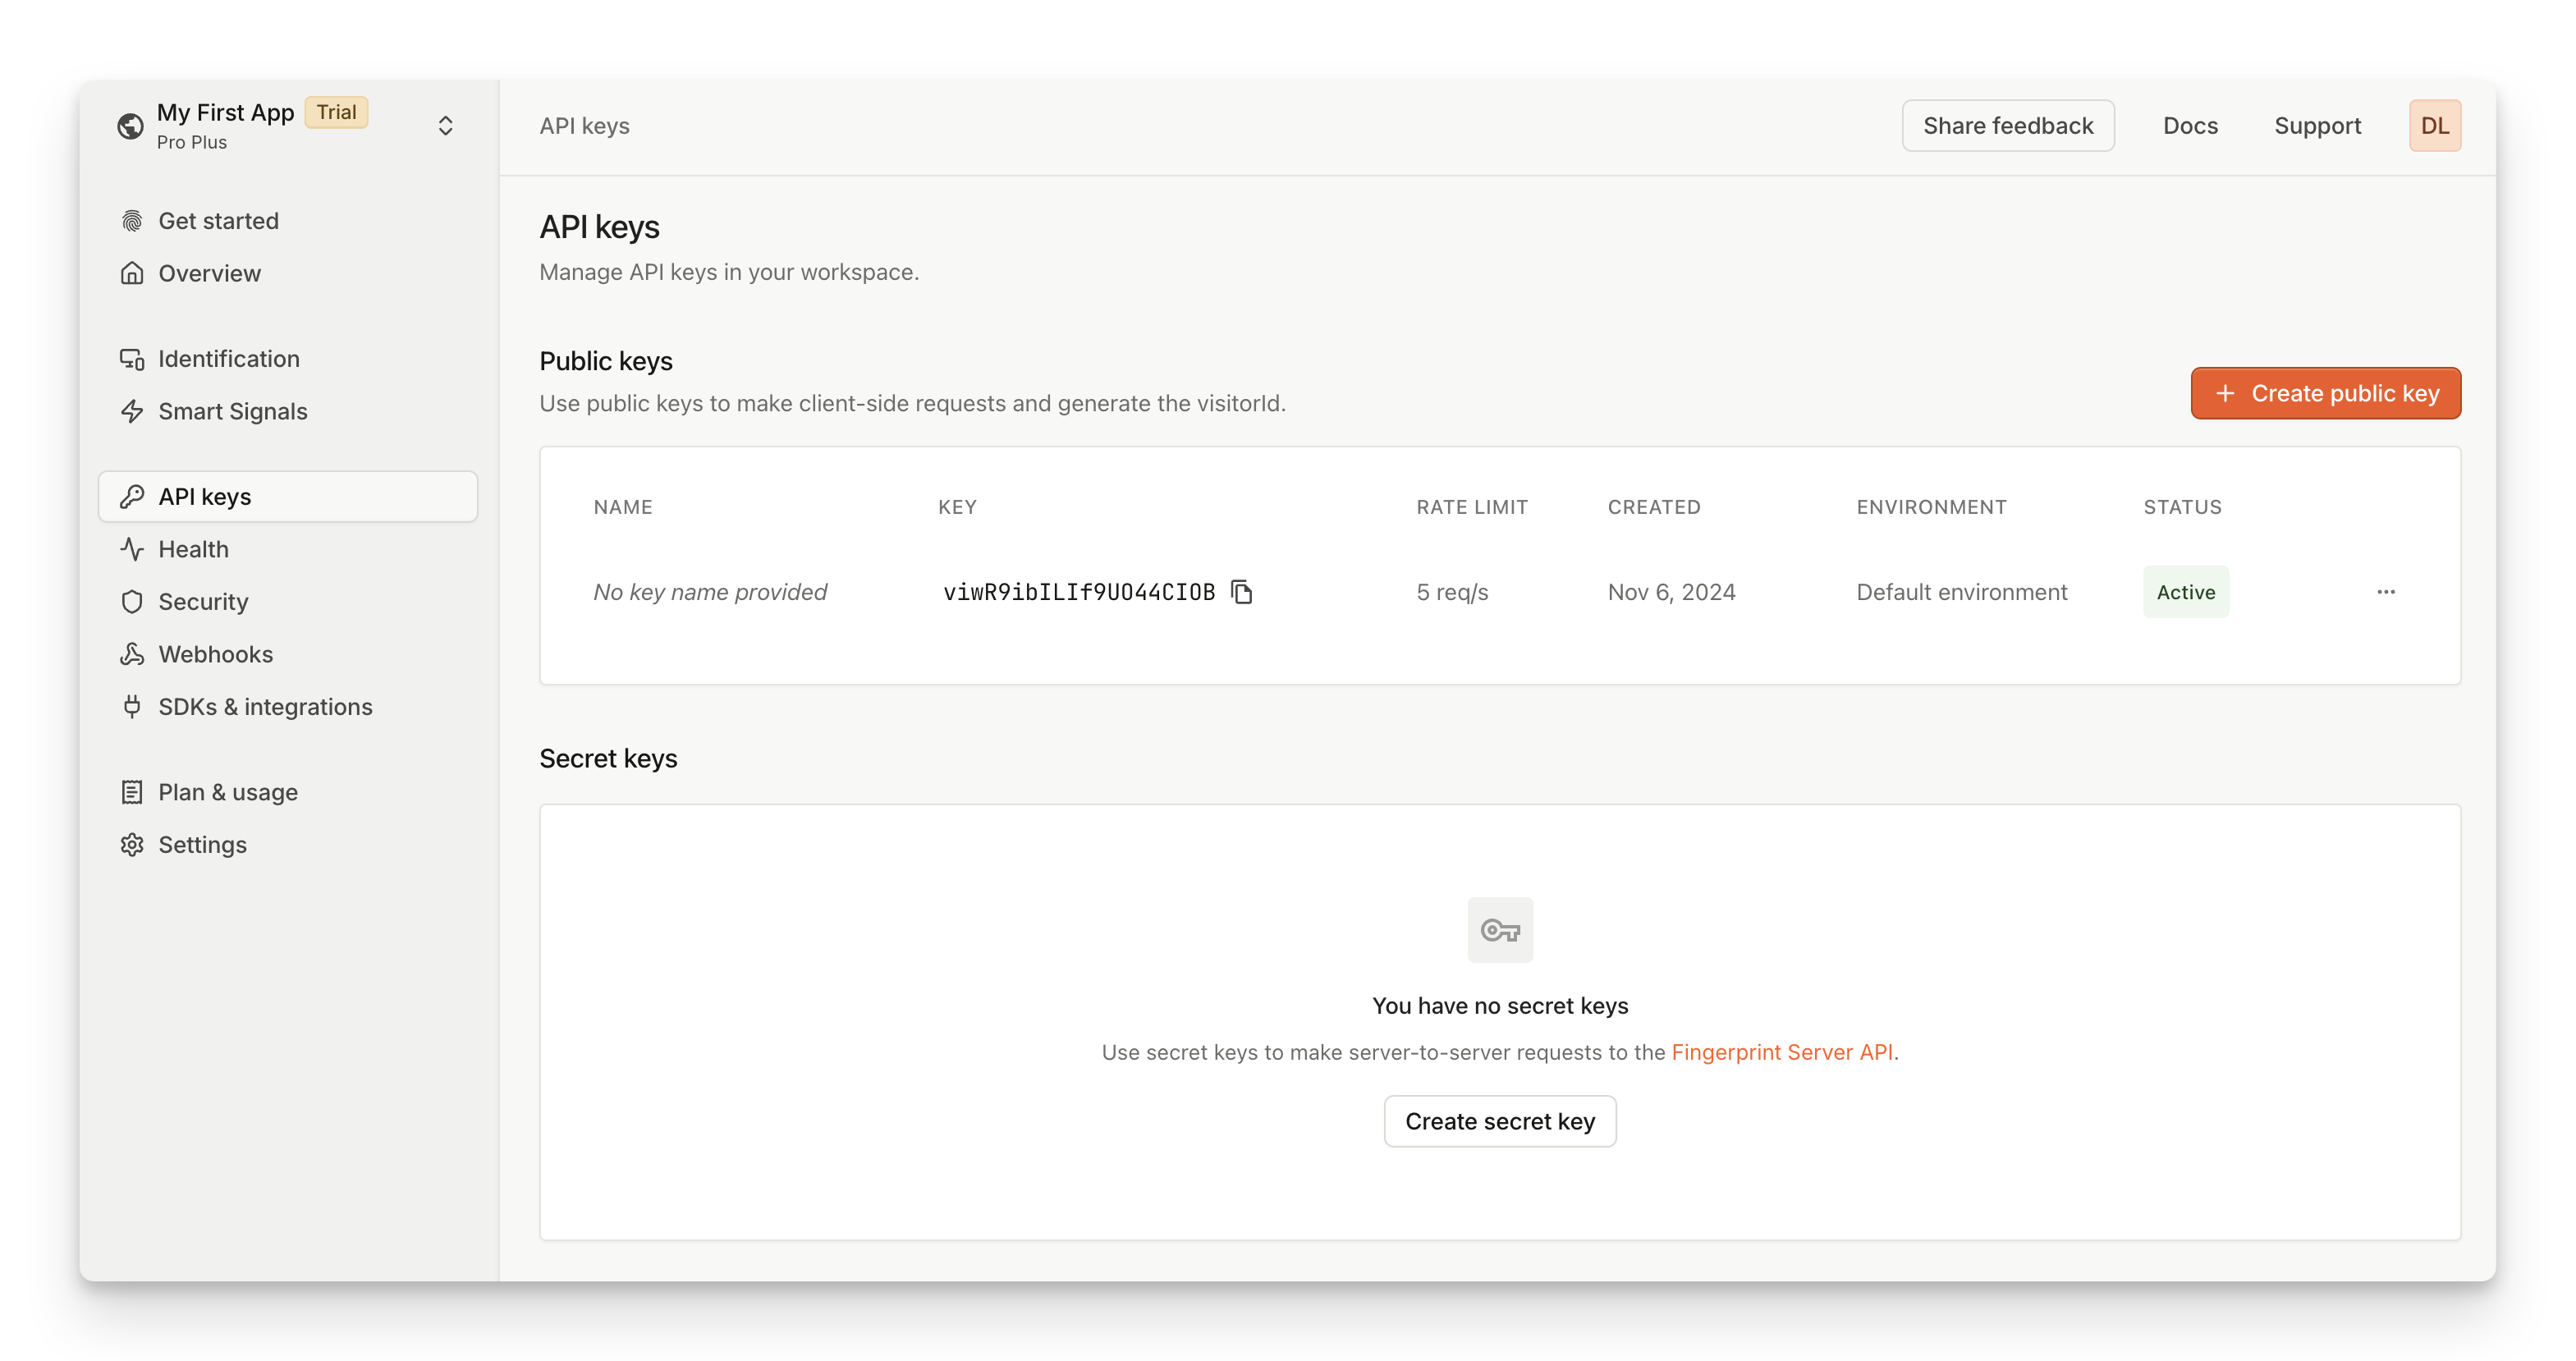 My First App Trial
Pro Plus
Get started
Overview
Identification
Smart Signals
API keys
Health
Security
Webhooks
SDKs & integrations
Plan & usage
Settings
API keys Share feedback Docs Support DL
API keys
Manage API keys in your workspace.
Public keys
Use public keys to make client-side requests and generate the visitorId.
+ Create public key
NAME KEY RATE LIMIT CREATED ENVIRONMENT STATUS
No key name provided viwR9ibILIf9UO44CIOB 5 req/s Nov 6, 2024 Default environment Active
Secret keys
You have no secret keys
Use secret keys to make server-to-server requests to the Fingerprint Server API.
Create secret key